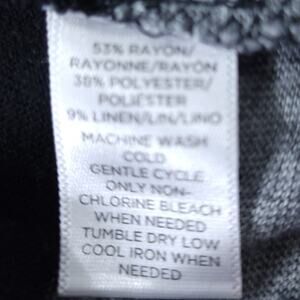 53% RAYON/
RAYONNE/RAYÓN
38% POLYESTER/
POLIÉSTER
9% LINEN/LIN/LINO
MACHINE WASH
COLD
GENTLE CYCLE
ONLY NON-
CHLORINE BLEACH
WHEN NEEDED
TUMBLE DRY LOW
COOL IRON WHEN
NEEDED